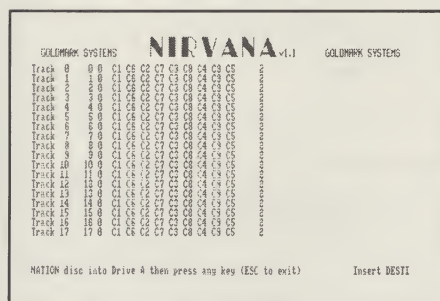 GOLDMARK SYSTEMS NIRVANA v1.1 GOLDMARK SYSTEMS
Track 0 0 0 C1 C6 C2 C7 C3 C8 C4 C9 C5 2
Track 1 1 0 C1 C6 C2 C7 C3 C8 C4 C9 C5 2
Track 2 2 0 C1 C6 C2 C7 C3 C8 C4 C9 C5 2
Track 3 3 0 C1 C6 C2 C7 C3 C8 C4 C9 C5 2
Track 4 4 0 C1 C6 C2 C7 C3 C8 C4 C9 C5 2
Track 5 5 0 C1 C6 C2 C7 C3 C8 C4 C9 C5 2
Track 6 6 0 C1 C6 C2 C7 C3 C8 C4 C9 C5 2
Track 7 7 0 C1 C6 C2 C7 C3 C8 C4 C9 C5 2
Track 8 8 0 C1 C6 C2 C7 C3 C8 C4 C9 C5 2
Track 9 9 0 C1 C6 C2 C7 C3 C8 C4 C9 C5 2
Track 10 10 0 C1 C6 C2 C7 C3 C8 C4 C9 C5 2
Track 11 11 0 C1 C6 C2 C7 C3 C8 C4 C9 C5 2
Track 12 12 0 C1 C6 C2 C7 C3 C8 C4 C9 C5 2
Track 13 13 0 C1 C6 C2 C7 C3 C8 C4 C9 C5 2
Track 14 14 0 C1 C6 C2 C7 C3 C8 C4 C9 C5 2
Track 15 15 0 C1 C6 C2 C7 C3 C8 C4 C9 C5 2
Track 16 16 0 C1 C6 C2 C7 C3 C8 C4 C9 C5 2
Track 17 17 0 C1 C6 C2 C7 C3 C8 C4 C9 C5 2
NATION disc into Drive A then press any key (ESC to exit) Insert DESTI